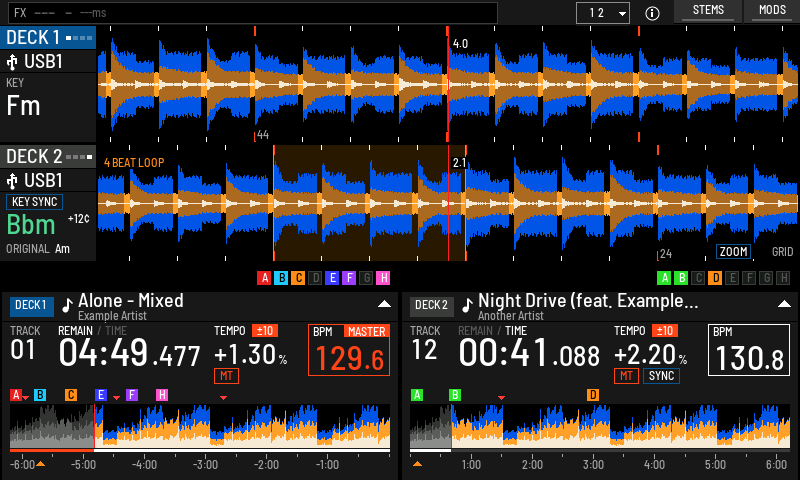 FX --- - ---ms
1 2
STEMS
MODS
DECK 1
USB1
KEY
Fm
4.0
44
DECK 2
USB1
KEY SYNC
Bbm +12¢
ORIGINAL Am
4 BEAT LOOP
2.1
24
ZOOM
GRID
A B C D E F G H
A B C D E F G H
DECK 1
Alone - Mixed
Example Artist
TRACK
01
REMAIN / TIME
04:49.477
TEMPO ±10
+1.30%
MT
BPM MASTER
129.6
A B C E F H
-6:00 -5:00 -4:00 -3:00 -2:00 -1:00
DECK 2
Night Drive (feat. Example...
Another Artist
TRACK
12
REMAIN / TIME
00:41.088
TEMPO ±10
+2.20%
MT SYNC
BPM
130.8
A B D
1:00 2:00 3:00 4:00 5:00 6:00